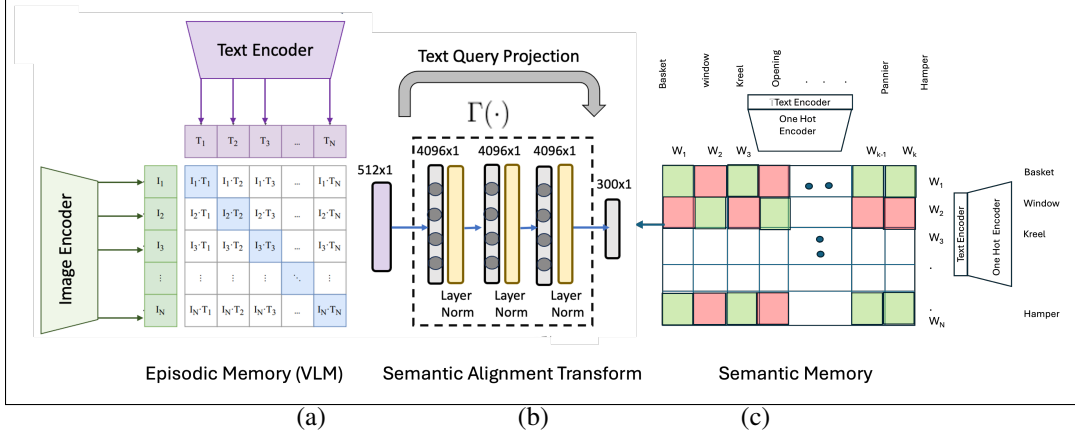 Text Encoder
T1 T2 T3 ... TN
Image Encoder
I1 I1·T1 I1·T2 I1·T3 ... I1·TN
I2 I2·T1 I2·T2 I2·T3 ... I2·TN
I3 I3·T1 I3·T2 I3·T3 ... I3·TN
⋮ ⋮ ⋮ ⋮ ⋱ ⋮
IN IN·T1 IN·T2 IN·T3 ... IN·TN
Episodic Memory (VLM)
(a)
Text Query Projection
Γ(·)
512x1
4096x1 4096x1 4096x1
300x1
Layer Norm
Layer Norm
Layer Norm
Semantic Alignment Transform
(b)
Basket
window
Kreel
Opening
. . .
Pannier
Hamper
Text Encoder
One Hot
Encoder
W1 W2 W3 Wk-1 Wk
W1 Basket
W2 Window
W3 Kreel
.
.
WN Hamper
Text Encoder
One Hot Encoder
Semantic Memory
(c)